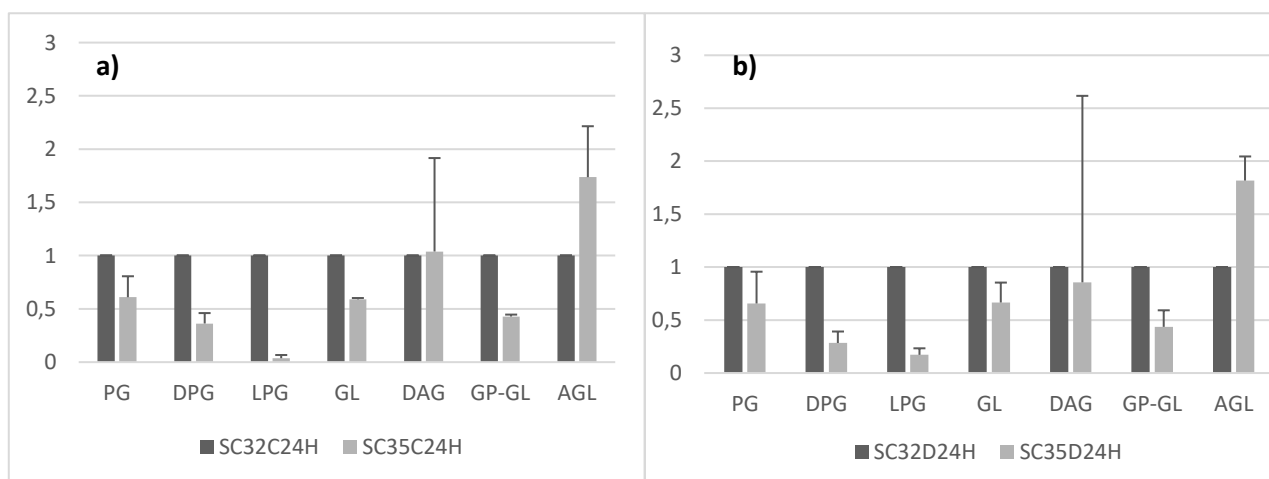 a)
3
2,5
2
1,5
1
0,5
0
PG DPG LPG GL DAG GP-GL AGL
SC32C24H SC35C24H
b)
3
2,5
2
1,5
1
0,5
0
PG DPG LPG GL DAG GP-GL AGL
SC32D24H SC35D24H